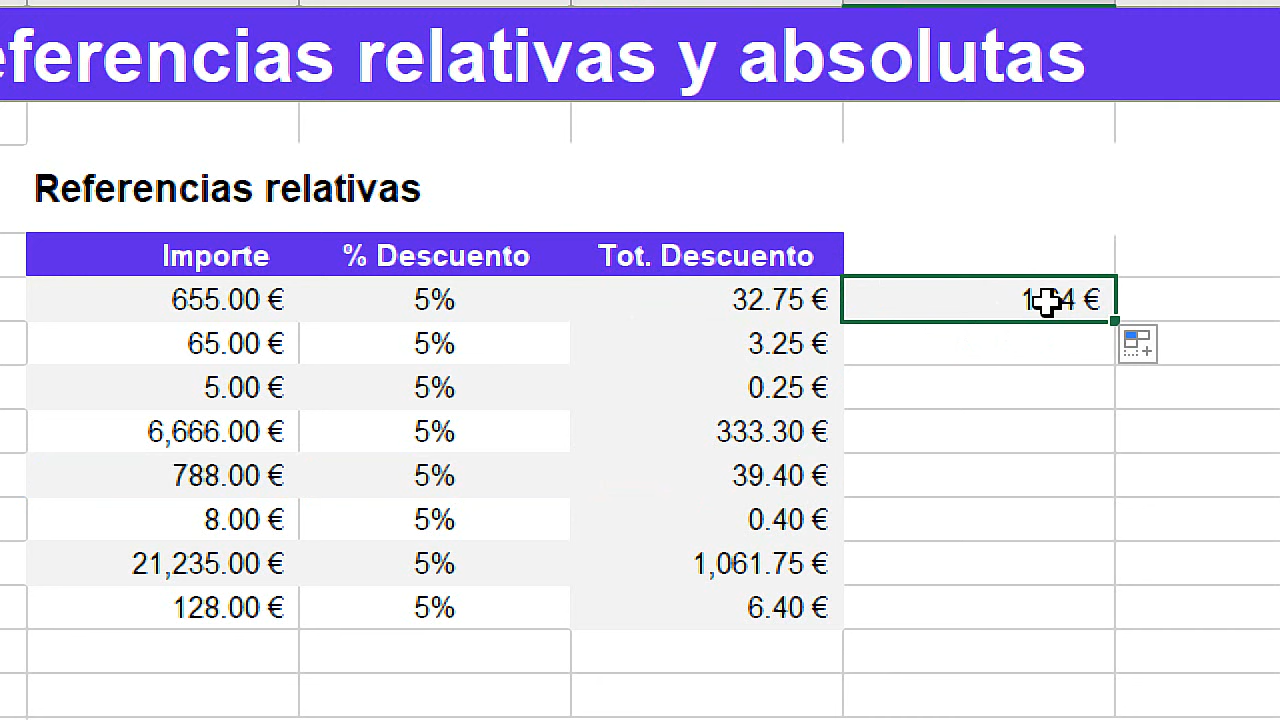 eferencias relativas y absolutas
Referencias relativas
Importe % Descuento Tot. Descuento
655.00 € 5% 32.75 €
65.00 € 5% 3.25 €
5.00 € 5% 0.25 €
6,666.00 € 5% 333.30 €
788.00 € 5% 39.40 €
8.00 € 5% 0.40 €
21,235.00 € 5% 1,061.75 €
128.00 € 5% 6.40 €